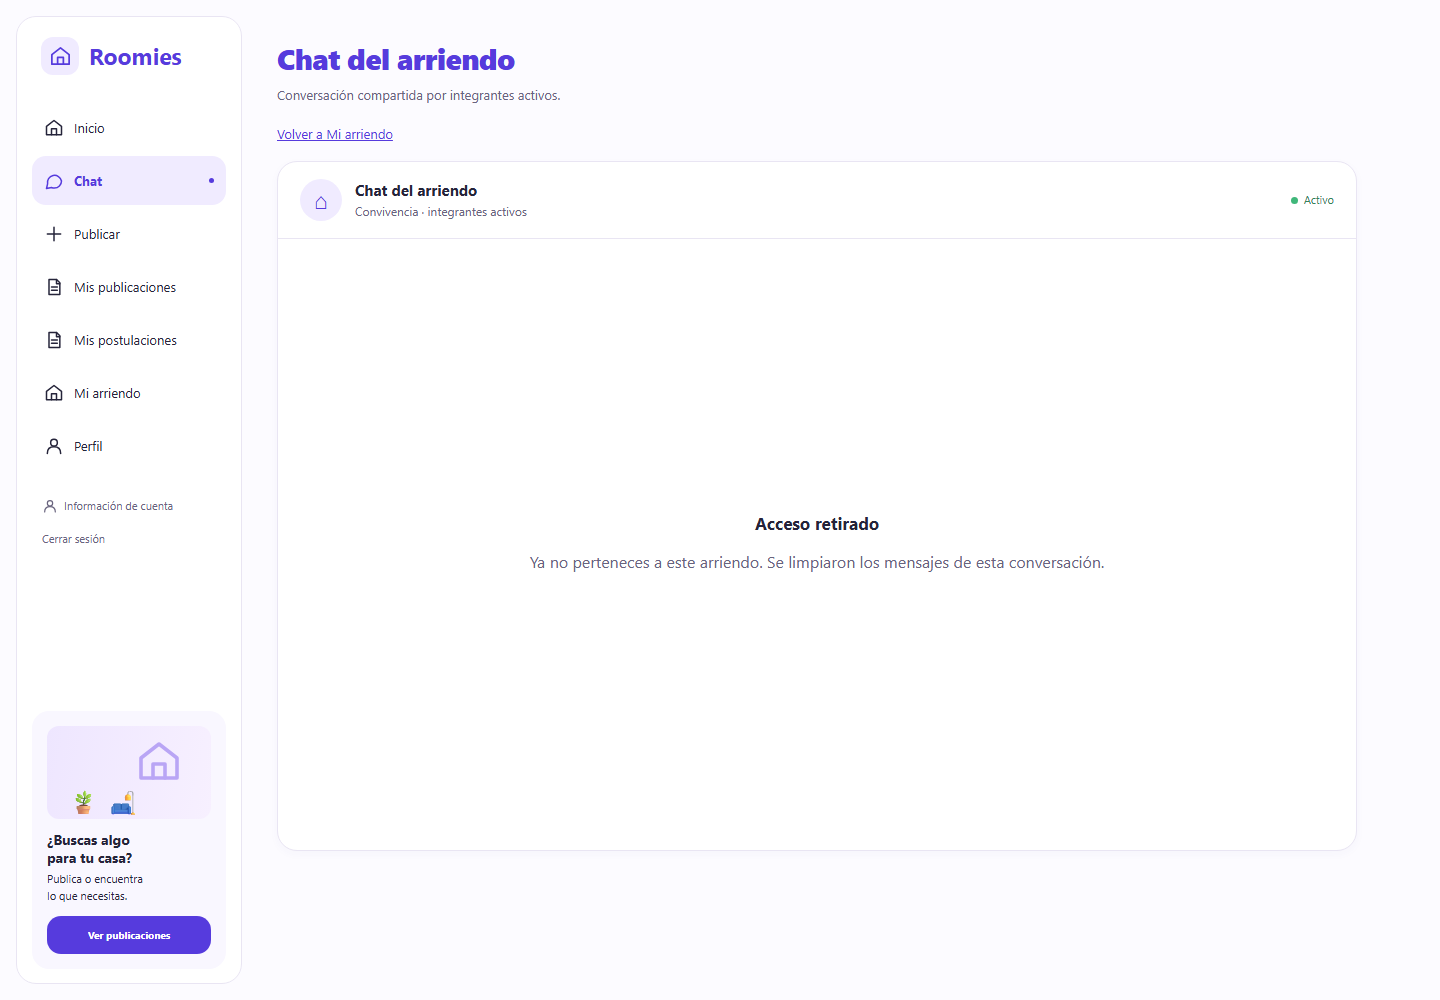 Roomies
Inicio
Chat
Publicar
Mis publicaciones
Mis postulaciones
Mi arriendo
Perfil
Información de cuenta
Cerrar sesión
¿Buscas algo
para tu casa?
Publica o encuentra
lo que necesitas.
Ver publicaciones
Chat del arriendo
Conversación compartida por integrantes activos.
Volver a Mi arriendo
Chat del arriendo
Convivencia · integrantes activos
Activo
Acceso retirado
Ya no perteneces a este arriendo. Se limpiaron los mensajes de esta conversación.